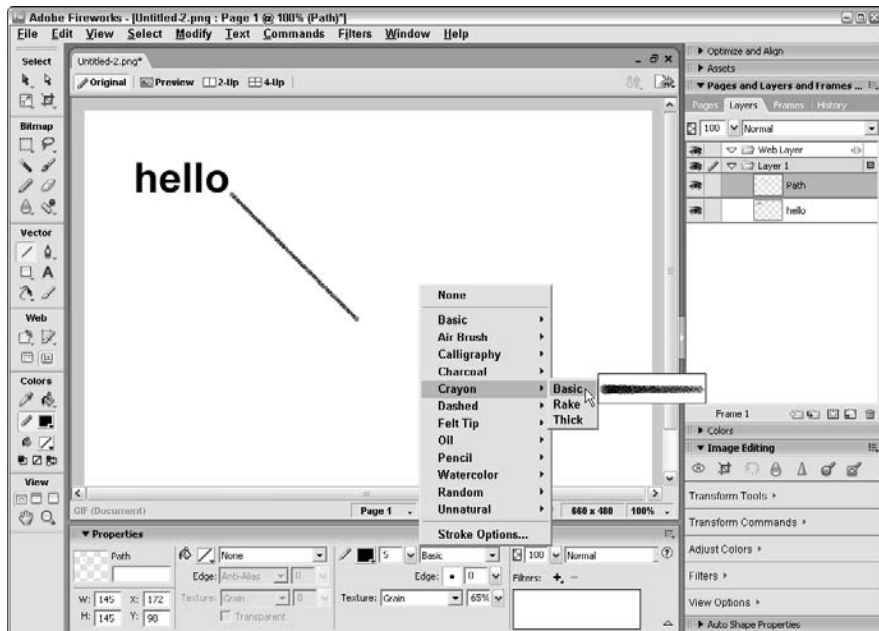 Adobe Fireworks - [Untitled-2.png : Page 1 @ 100% (Path)*]
File Edit View Select Modify Text Commands Filters Window Help
Select
Bitmap
Vector
Web
Colors
View
Untitled-2.png*
Original Preview 2-Up 4-Up
hello
None
Basic
Air Brush
Calligraphy
Charcoal
Crayon
Dashed
Felt Tip
Oil
Pencil
Watercolor
Random
Unnatural
Stroke Options...
Basic
Rake
Thick
GIF (Document)
Page 1
660 x 480 100%
Optimize and Align
Assets
Pages and Layers and Frames ...
Pages Layers Frames History
100 Normal
Web Layer
Layer 1
Path
hello
Frame 1
Colors
Image Editing
Transform Tools
Transform Commands
Adjust Colors
Filters
View Options
Auto Shape Properties
Properties
Path
None
5 Basic
100 Normal
Edge: Anti-Alias 0
Edge: 0
Filters:
W: 145 X: 172
Texture: Grain 0
Texture: Grain 65%
H: 145 Y: 98
Transparent